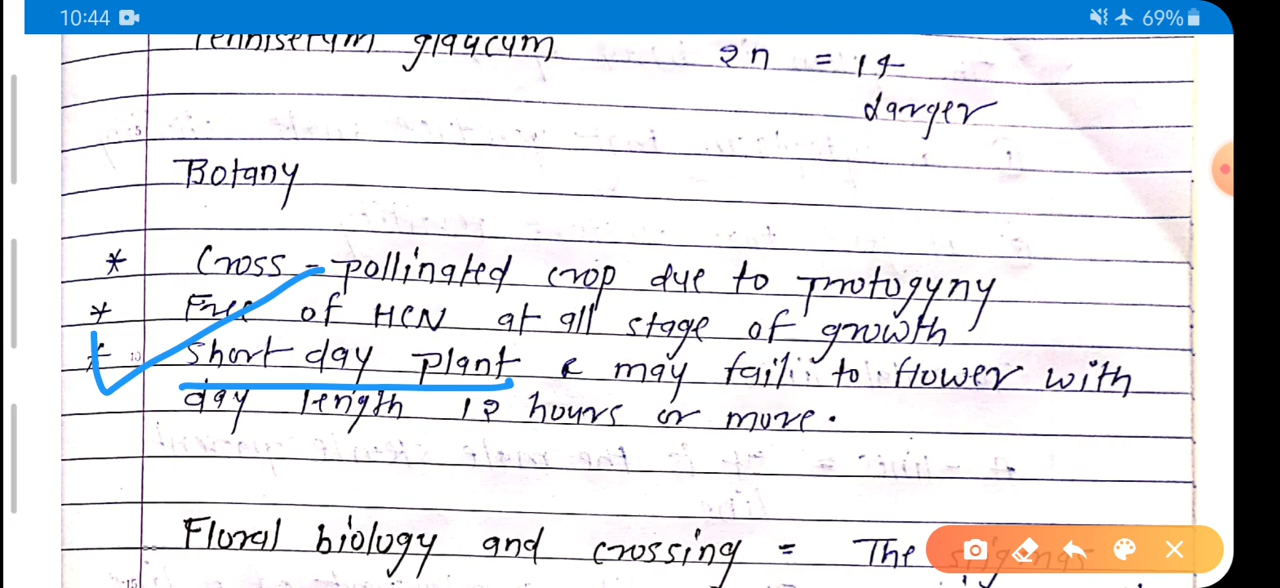 10:44 69%
Pennisetum glaucum 2n = 14
darger
Botany
* Cross-pollinated crop due to protogyny
* Free of HCN at all stage of growth
* short day plant & may fail to flower with
day length 12 hours or more.
Floral biology and crossing = The